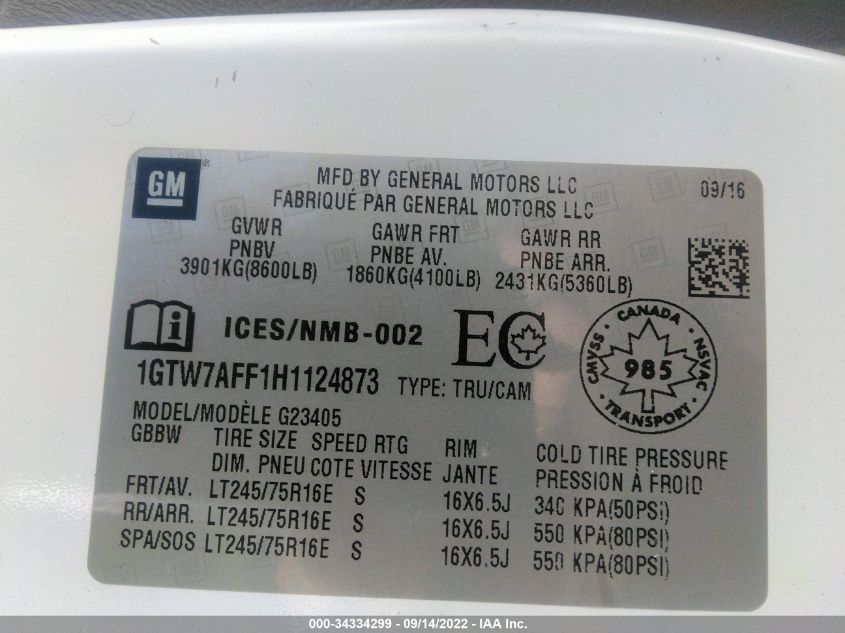 GM
MFD BY GENERAL MOTORS LLC
FABRIQUÉ PAR GENERAL MOTORS LLC
09/16
GVWR GAWR FRT GAWR RR
PNBV PNBE AV. PNBE ARR.
3901KG(8600LB) 1860KG(4100LB) 2431KG(5360LB)
ICES/NMB-002 EC
CANADA
CMVSS 985 NSVAC
TRANSPORT
1GTW7AFF1H1124873 TYPE: TRU/CAM
MODEL/MODÈLE G23405
GBBW TIRE SIZE SPEED RTG RIM COLD TIRE PRESSURE
DIM. PNEU COTE VITESSE JANTE PRESSION À FROID
FRT/AV. LT245/75R16E S 16X6.5J 340 KPA(50PSI)
RR/ARR. LT245/75R16E S 16X6.5J 550 KPA(80PSI)
SPA/SOS LT245/75R16E S 16X6.5J 550 KPA(80PSI)
000-34334299 - 09/14/2022 - IAA Inc.